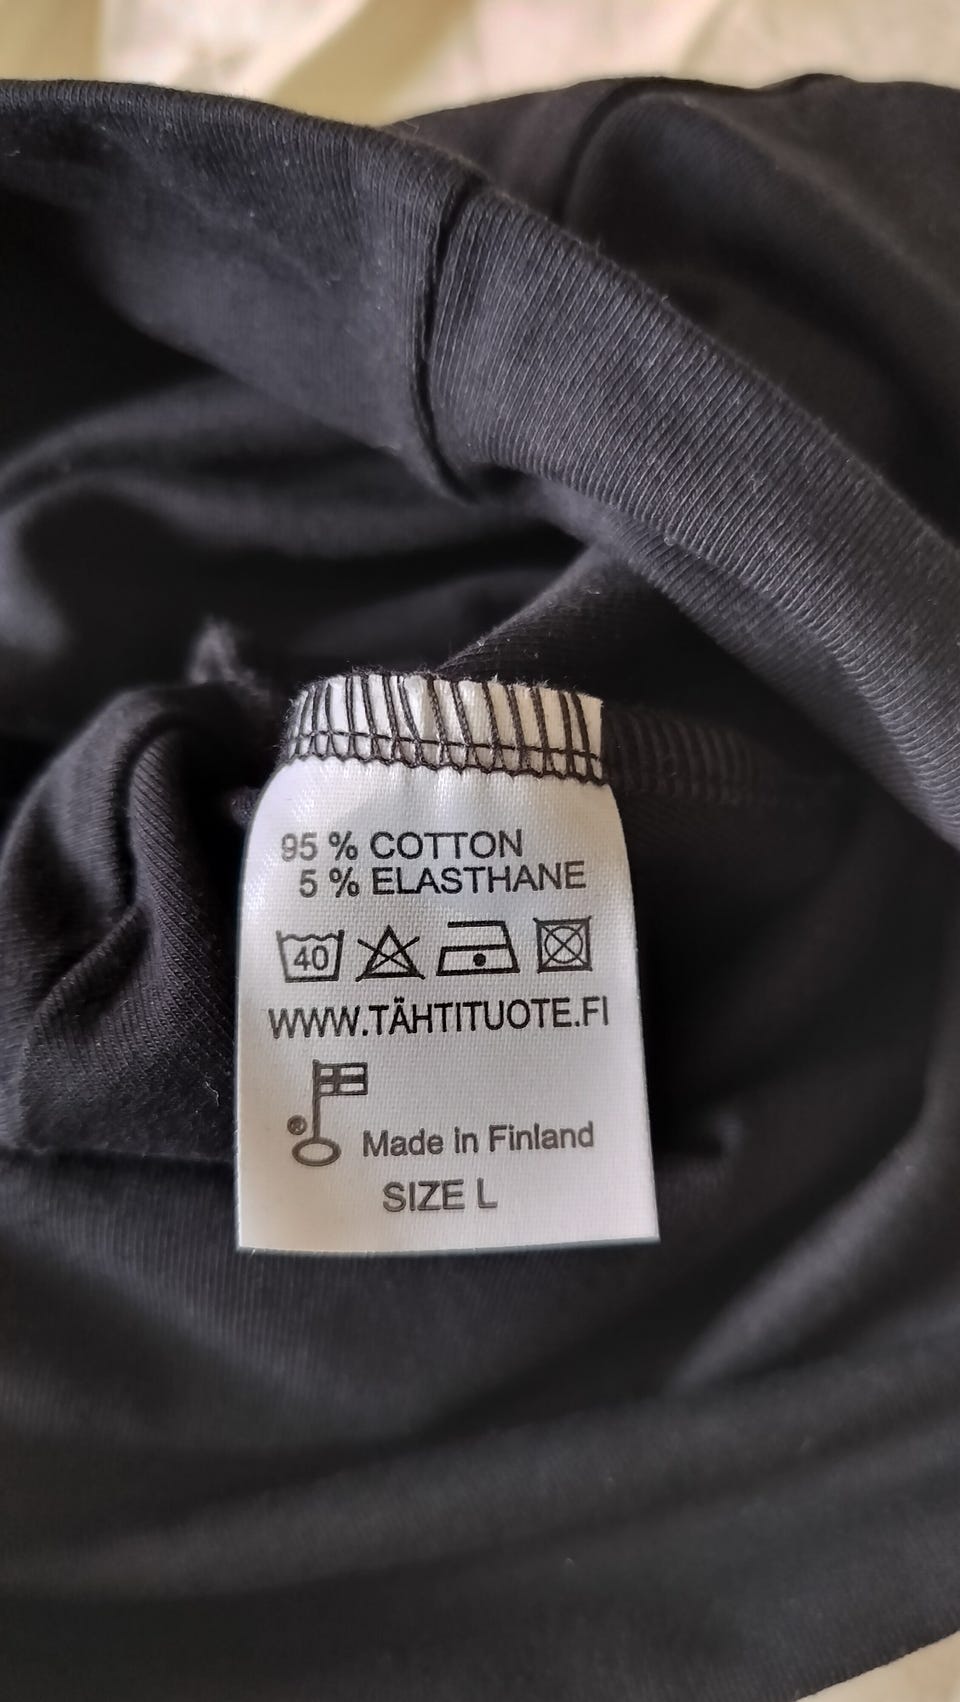 95 % COTTON
5 % ELASTHANE
40
WWW.TÄHTITUOTE.FI
®
Made in Finland
SIZE L